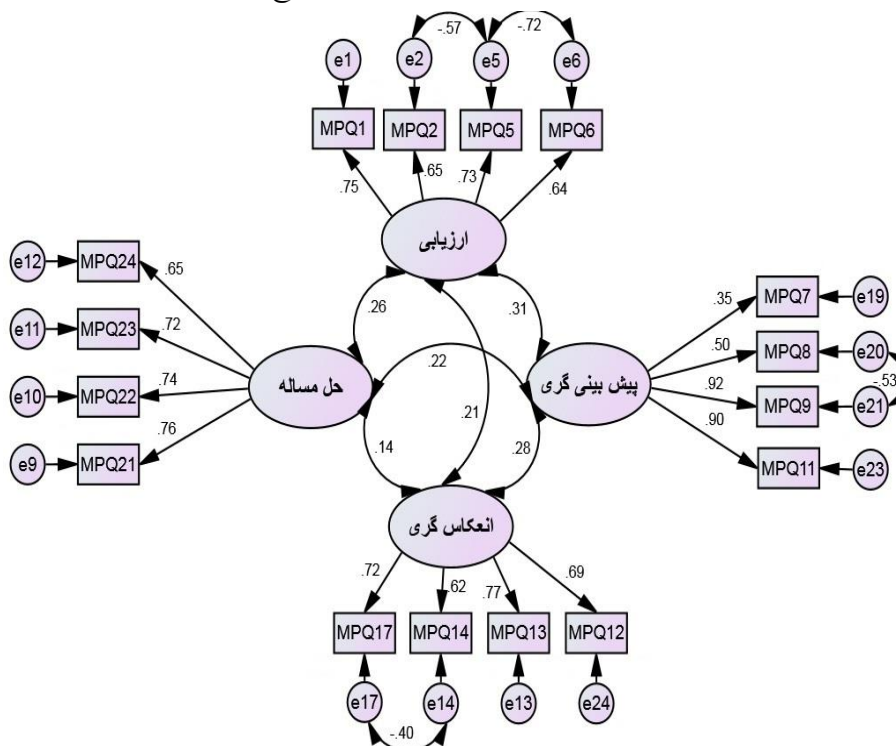 -.57
-.72
e1
e2
e5
e6
MPQ1
MPQ2
MPQ5
MPQ6
.75
.65
.73
.64
ارزیابی
e12
MPQ24
.65
e11
MPQ23
.72
e10
MPQ22
.74
e9
MPQ21
.76
حل مساله
.26
.31
.22
.21
.14
.28
پیش بینی گری
.35
MPQ7
e19
.50
MPQ8
e20
-.53
.92
MPQ9
e21
.90
MPQ11
e23
انعکاس گری
.72
.62
.77
.69
MPQ17
MPQ14
MPQ13
MPQ12
e17
e14
e13
e24
-.40